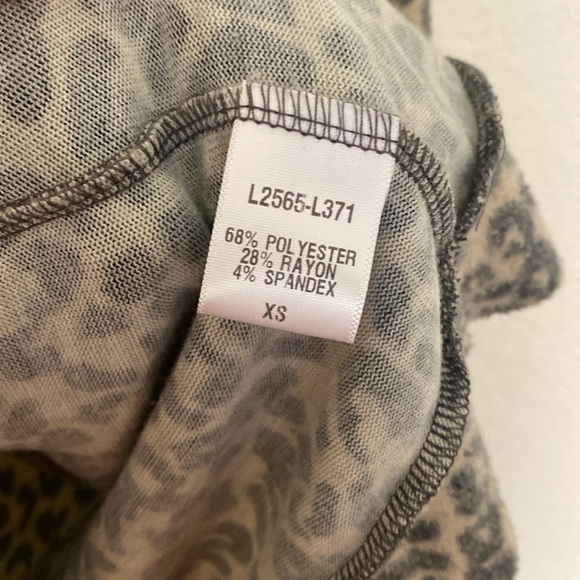 L2565-L371
68% POLYESTER
28% RAYON
4% SPANDEX
XS